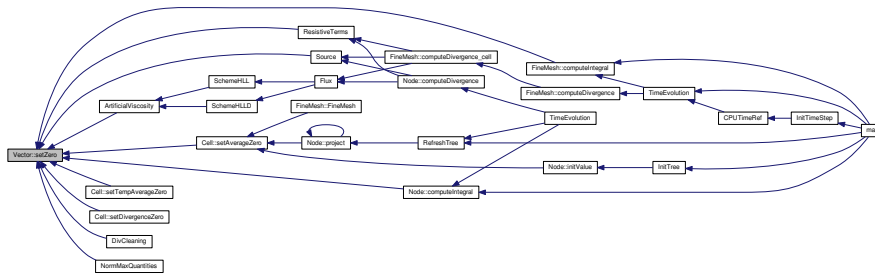 ResistiveTerms
Source
FineMesh::computeDivergence_cell
FineMesh::computeIntegral
SchemeHLL
Flux
Node::computeDivergence
FineMesh::computeDivergence
TimeEvolution
ArtificialViscosity
SchemeHLLD
FineMesh::FineMesh
TimeEvolution
CPUTimeRef
InitTimeStep
ma
Cell::setAverageZero
Node::project
RefreshTree
Vector::setZero
Node::initValue
InitTree
Cell::setTempAverageZero
Node::computeIntegral
Cell::setDivergenceZero
DivCleaning
NormMaxQuantities